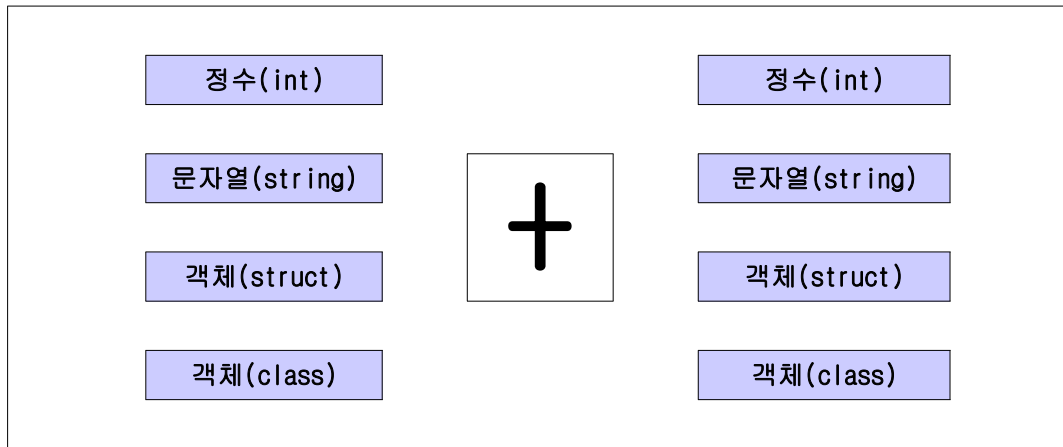 정수(int)
정수(int)
문자열(string)
문자열(string)
+
객체(struct)
객체(struct)
객체(class)
객체(class)